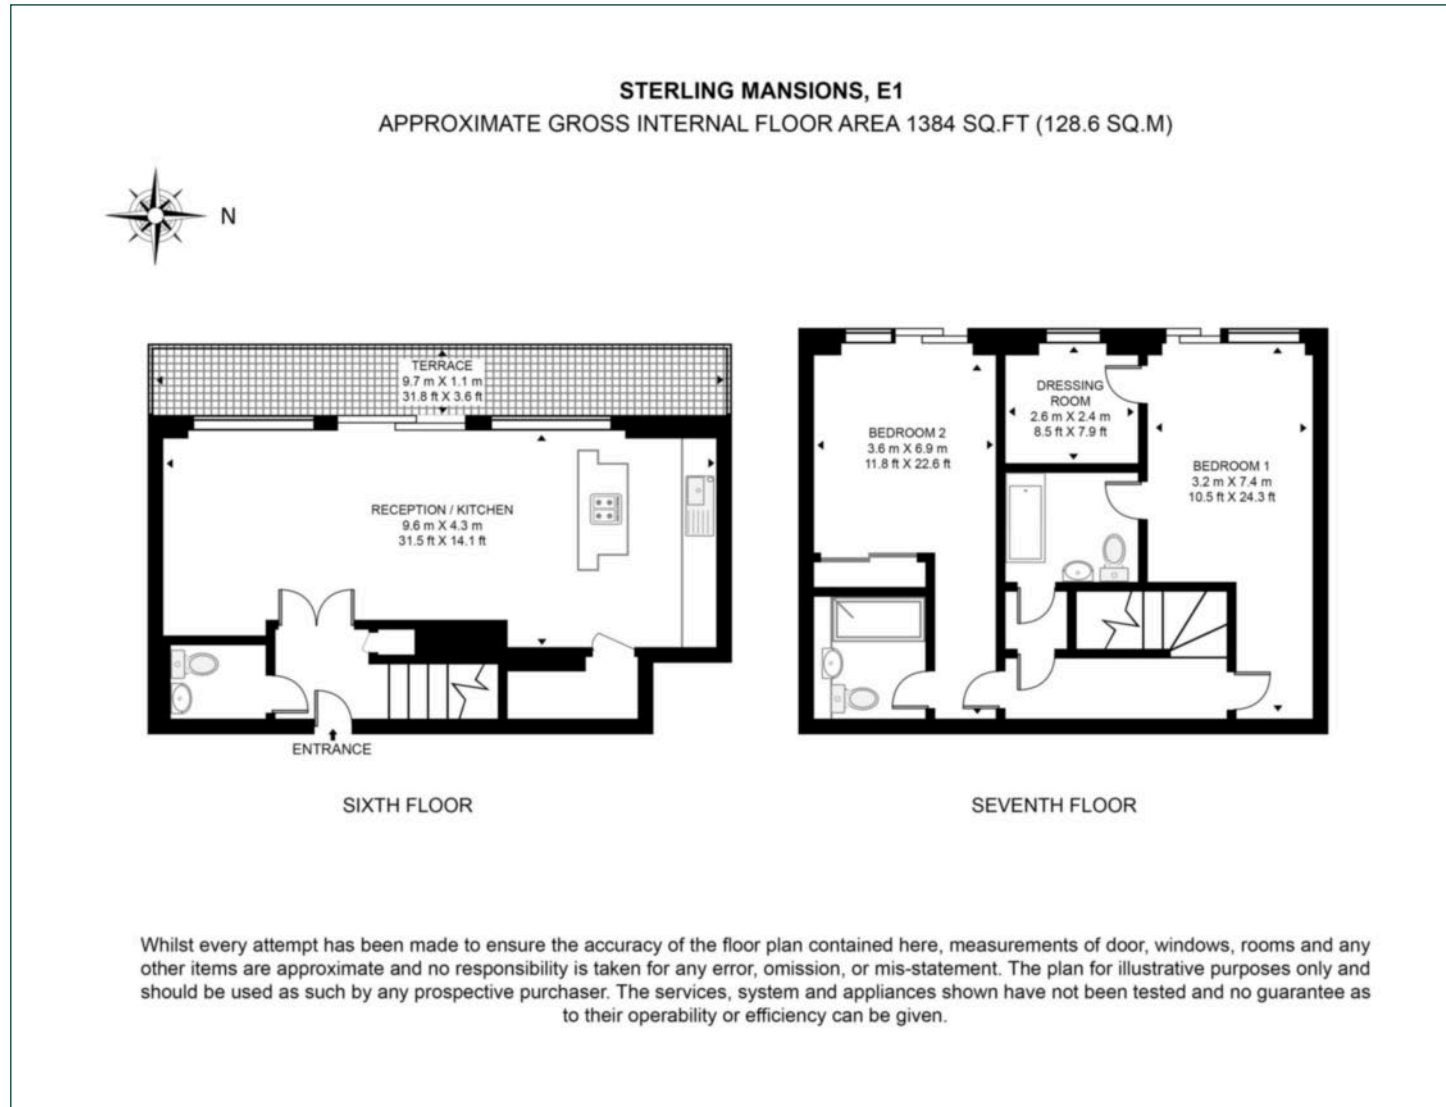 STERLING MANSIONS, E1
APPROXIMATE GROSS INTERNAL FLOOR AREA 1384 SQ.FT (128.6 SQ.M)
N
TERRACE
9.7 m X 1.1 m
31.8 ft X 3.6 ft
RECEPTION / KITCHEN
9.6 m X 4.3 m
31.5 ft X 14.1 ft
ENTRANCE
SIXTH FLOOR
BEDROOM 2
3.6 m X 6.9 m
11.8 ft X 22.6 ft
DRESSING
ROOM
2.6 m X 2.4 m
8.5 ft X 7.9 ft
BEDROOM 1
3.2 m X 7.4 m
10.5 ft X 24.3 ft
SEVENTH FLOOR
Whilst every attempt has been made to ensure the accuracy of the floor plan contained here, measurements of door, windows, rooms and any
other items are approximate and no responsibility is taken for any error, omission, or mis-statement. The plan for illustrative purposes only and
should be used as such by any prospective purchaser. The services, system and appliances shown have not been tested and no guarantee as
to their operability or efficiency can be given.